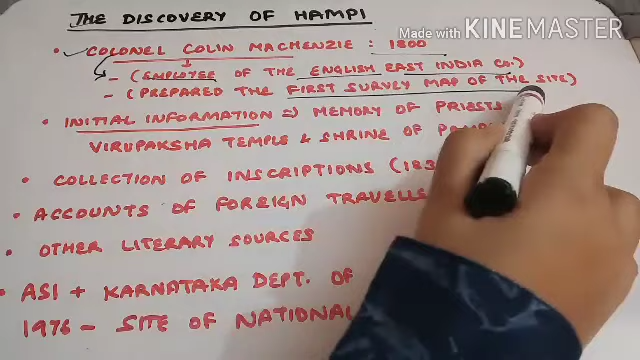 Made with KINEMASTER
THE DISCOVERY OF HAMPI
COLONEL COLIN MACKENZIE : 1800
- (EMPLOYEE OF THE ENGLISH EAST INDIA CO.)
- (PREPARED THE FIRST SURVEY MAP OF THE SITE)
INITIAL INFORMATION => MEMORY OF PRIESTS
VIRUPAKSHA TEMPLE & SHRINE OF
COLLECTION OF INSCRIPTIONS (183
ACCOUNTS OF FOREIGN TRAVELLS
OTHER LITERARY SOURCES
ASI + KARNATAKA DEPT. OF
1976 - SITE OF NATIONAL